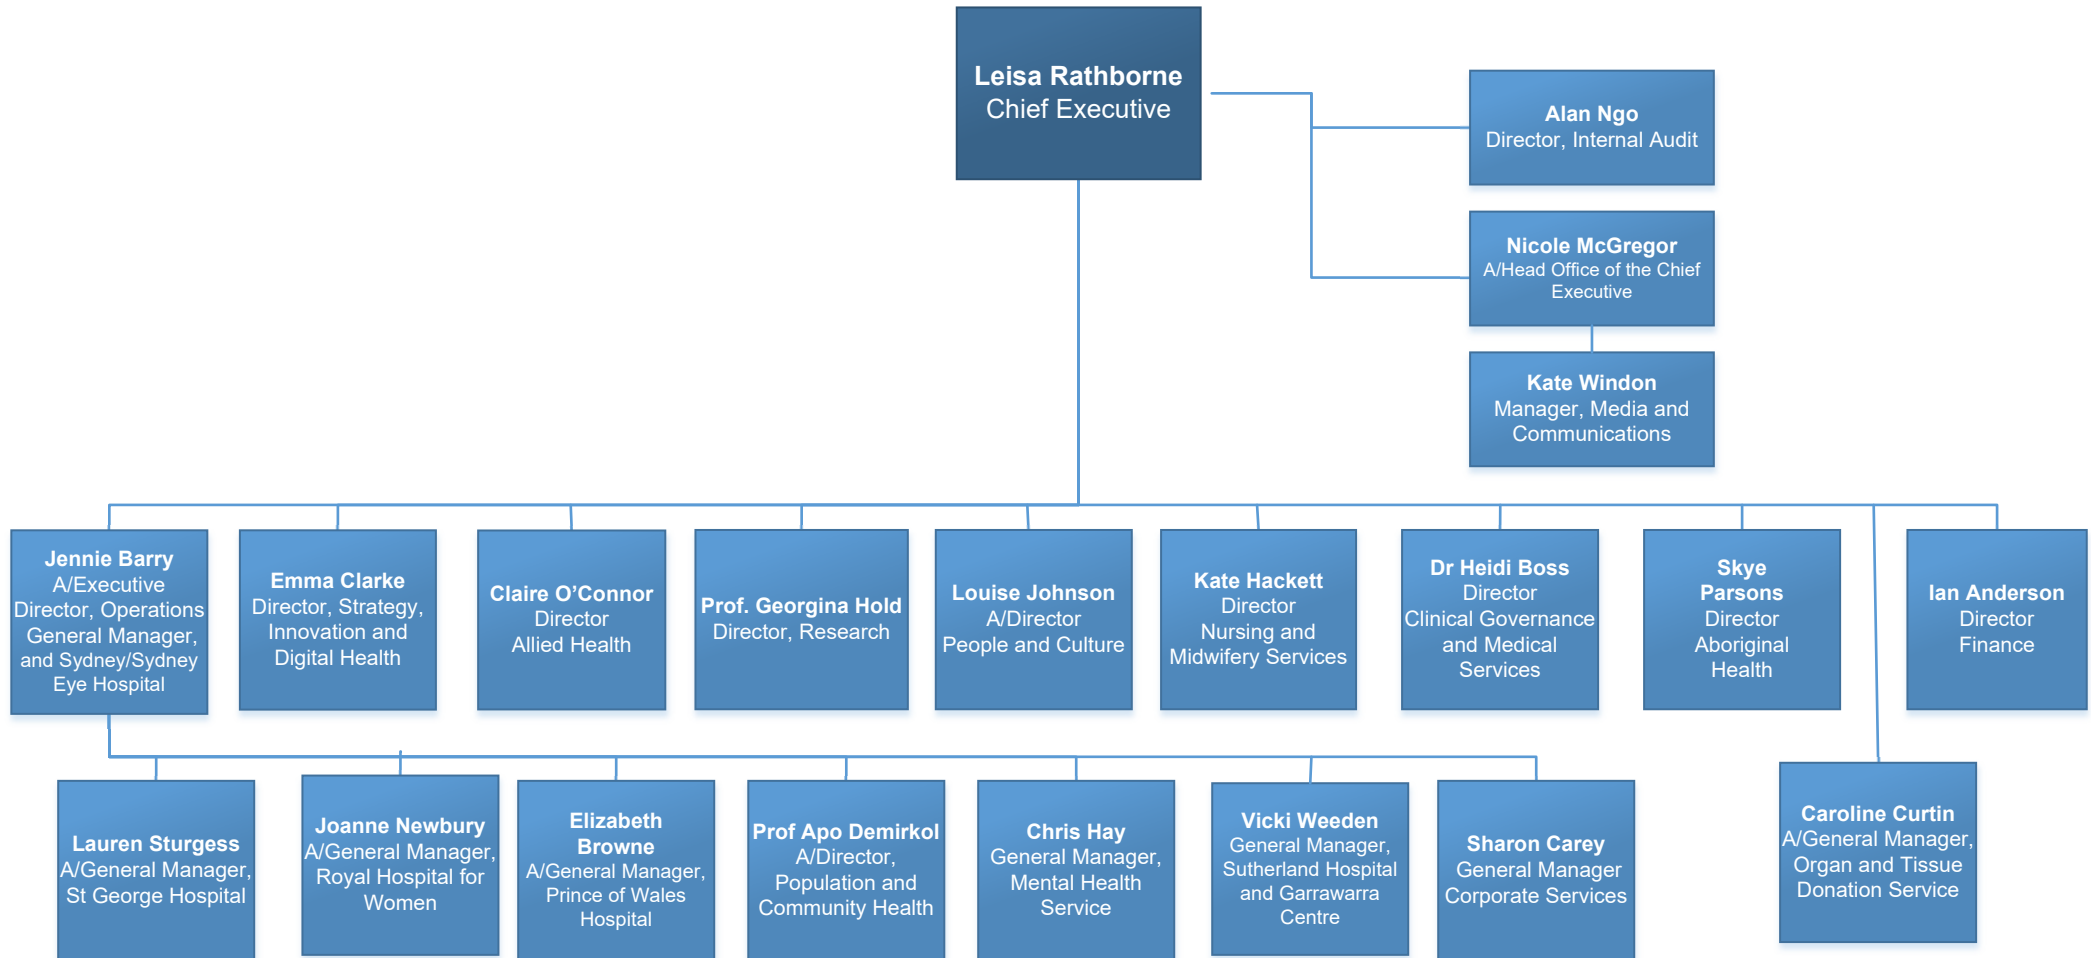 Leisa Rathborne
Chief Executive
Alan Ngo
Director, Internal Audit
Nicole McGregor
A/Head Office of the Chief
Executive
Kate Windon
Manager, Media and
Communications
Jennie Barry
A/Executive
Director, Operations
General Manager,
and Sydney/Sydney
Eye Hospital
Emma Clarke
Director, Strategy,
Innovation and
Digital Health
Claire O’Connor
Director
Allied Health
Prof. Georgina Hold
Director, Research
Louise Johnson
A/Director
People and Culture
Kate Hackett
Director
Nursing and
Midwifery Services
Dr Heidi Boss
Director
Clinical Governance
and Medical
Services
Skye
Parsons
Director
Aboriginal
Health
Ian Anderson
Director
Finance
Lauren Sturgess
A/General Manager,
St George Hospital
Joanne Newbury
A/General Manager,
Royal Hospital for
Women
Elizabeth
Browne
A/General Manager,
Prince of Wales
Hospital
Prof Apo Demirkol
A/Director,
Population and
Community Health
Chris Hay
General Manager,
Mental Health
Service
Vicki Weeden
General Manager,
Sutherland Hospital
and Garrawarra
Centre
Sharon Carey
General Manager
Corporate Services
Caroline Curtin
A/General Manager,
Organ and Tissue
Donation Service